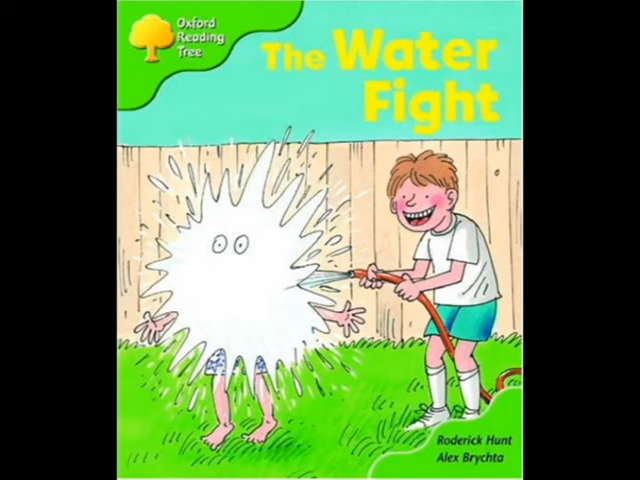 Oxford
Reading
Tree
The Water
Fight
Roderick Hunt
Alex Brychta